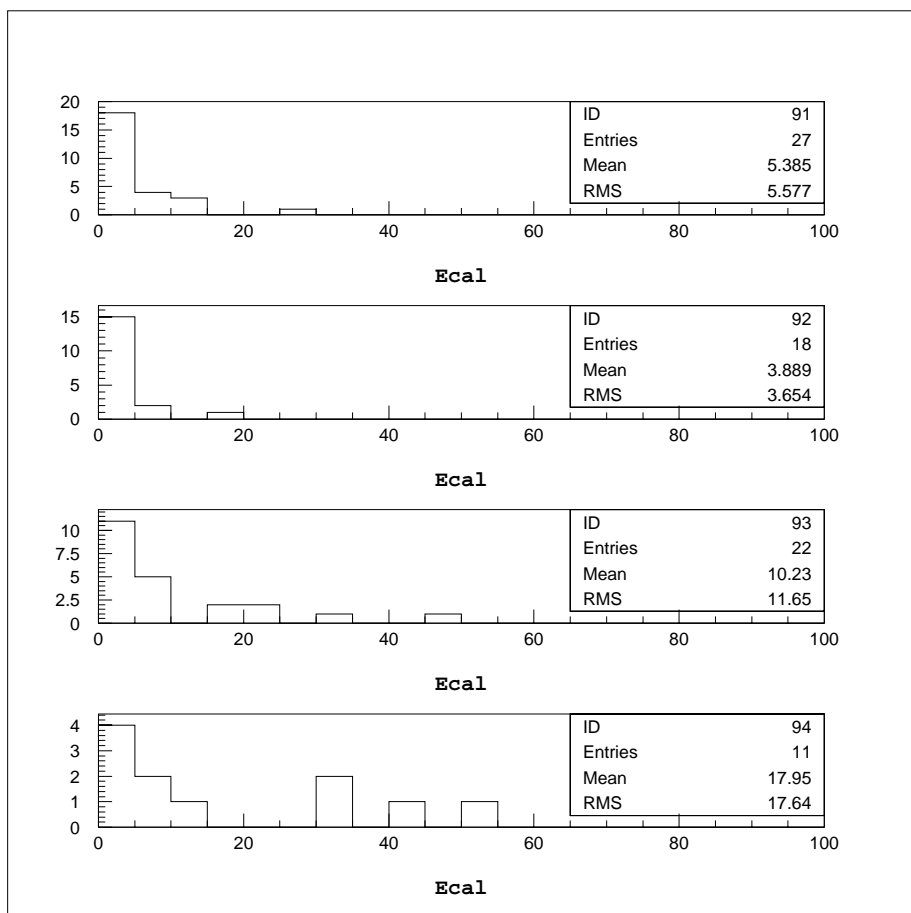 20
15
10
5
0
0 20 40 60 80 100
ID 91
Entries 27
Mean 5.385
RMS 5.577
Ecal
15
10
5
0
0 20 40 60 80 100
ID 92
Entries 18
Mean 3.889
RMS 3.654
Ecal
10
7.5
5
2.5
0
0 20 40 60 80 100
ID 93
Entries 22
Mean 10.23
RMS 11.65
Ecal
4
3
2
1
0
0 20 40 60 80 100
ID 94
Entries 11
Mean 17.95
RMS 17.64
Ecal